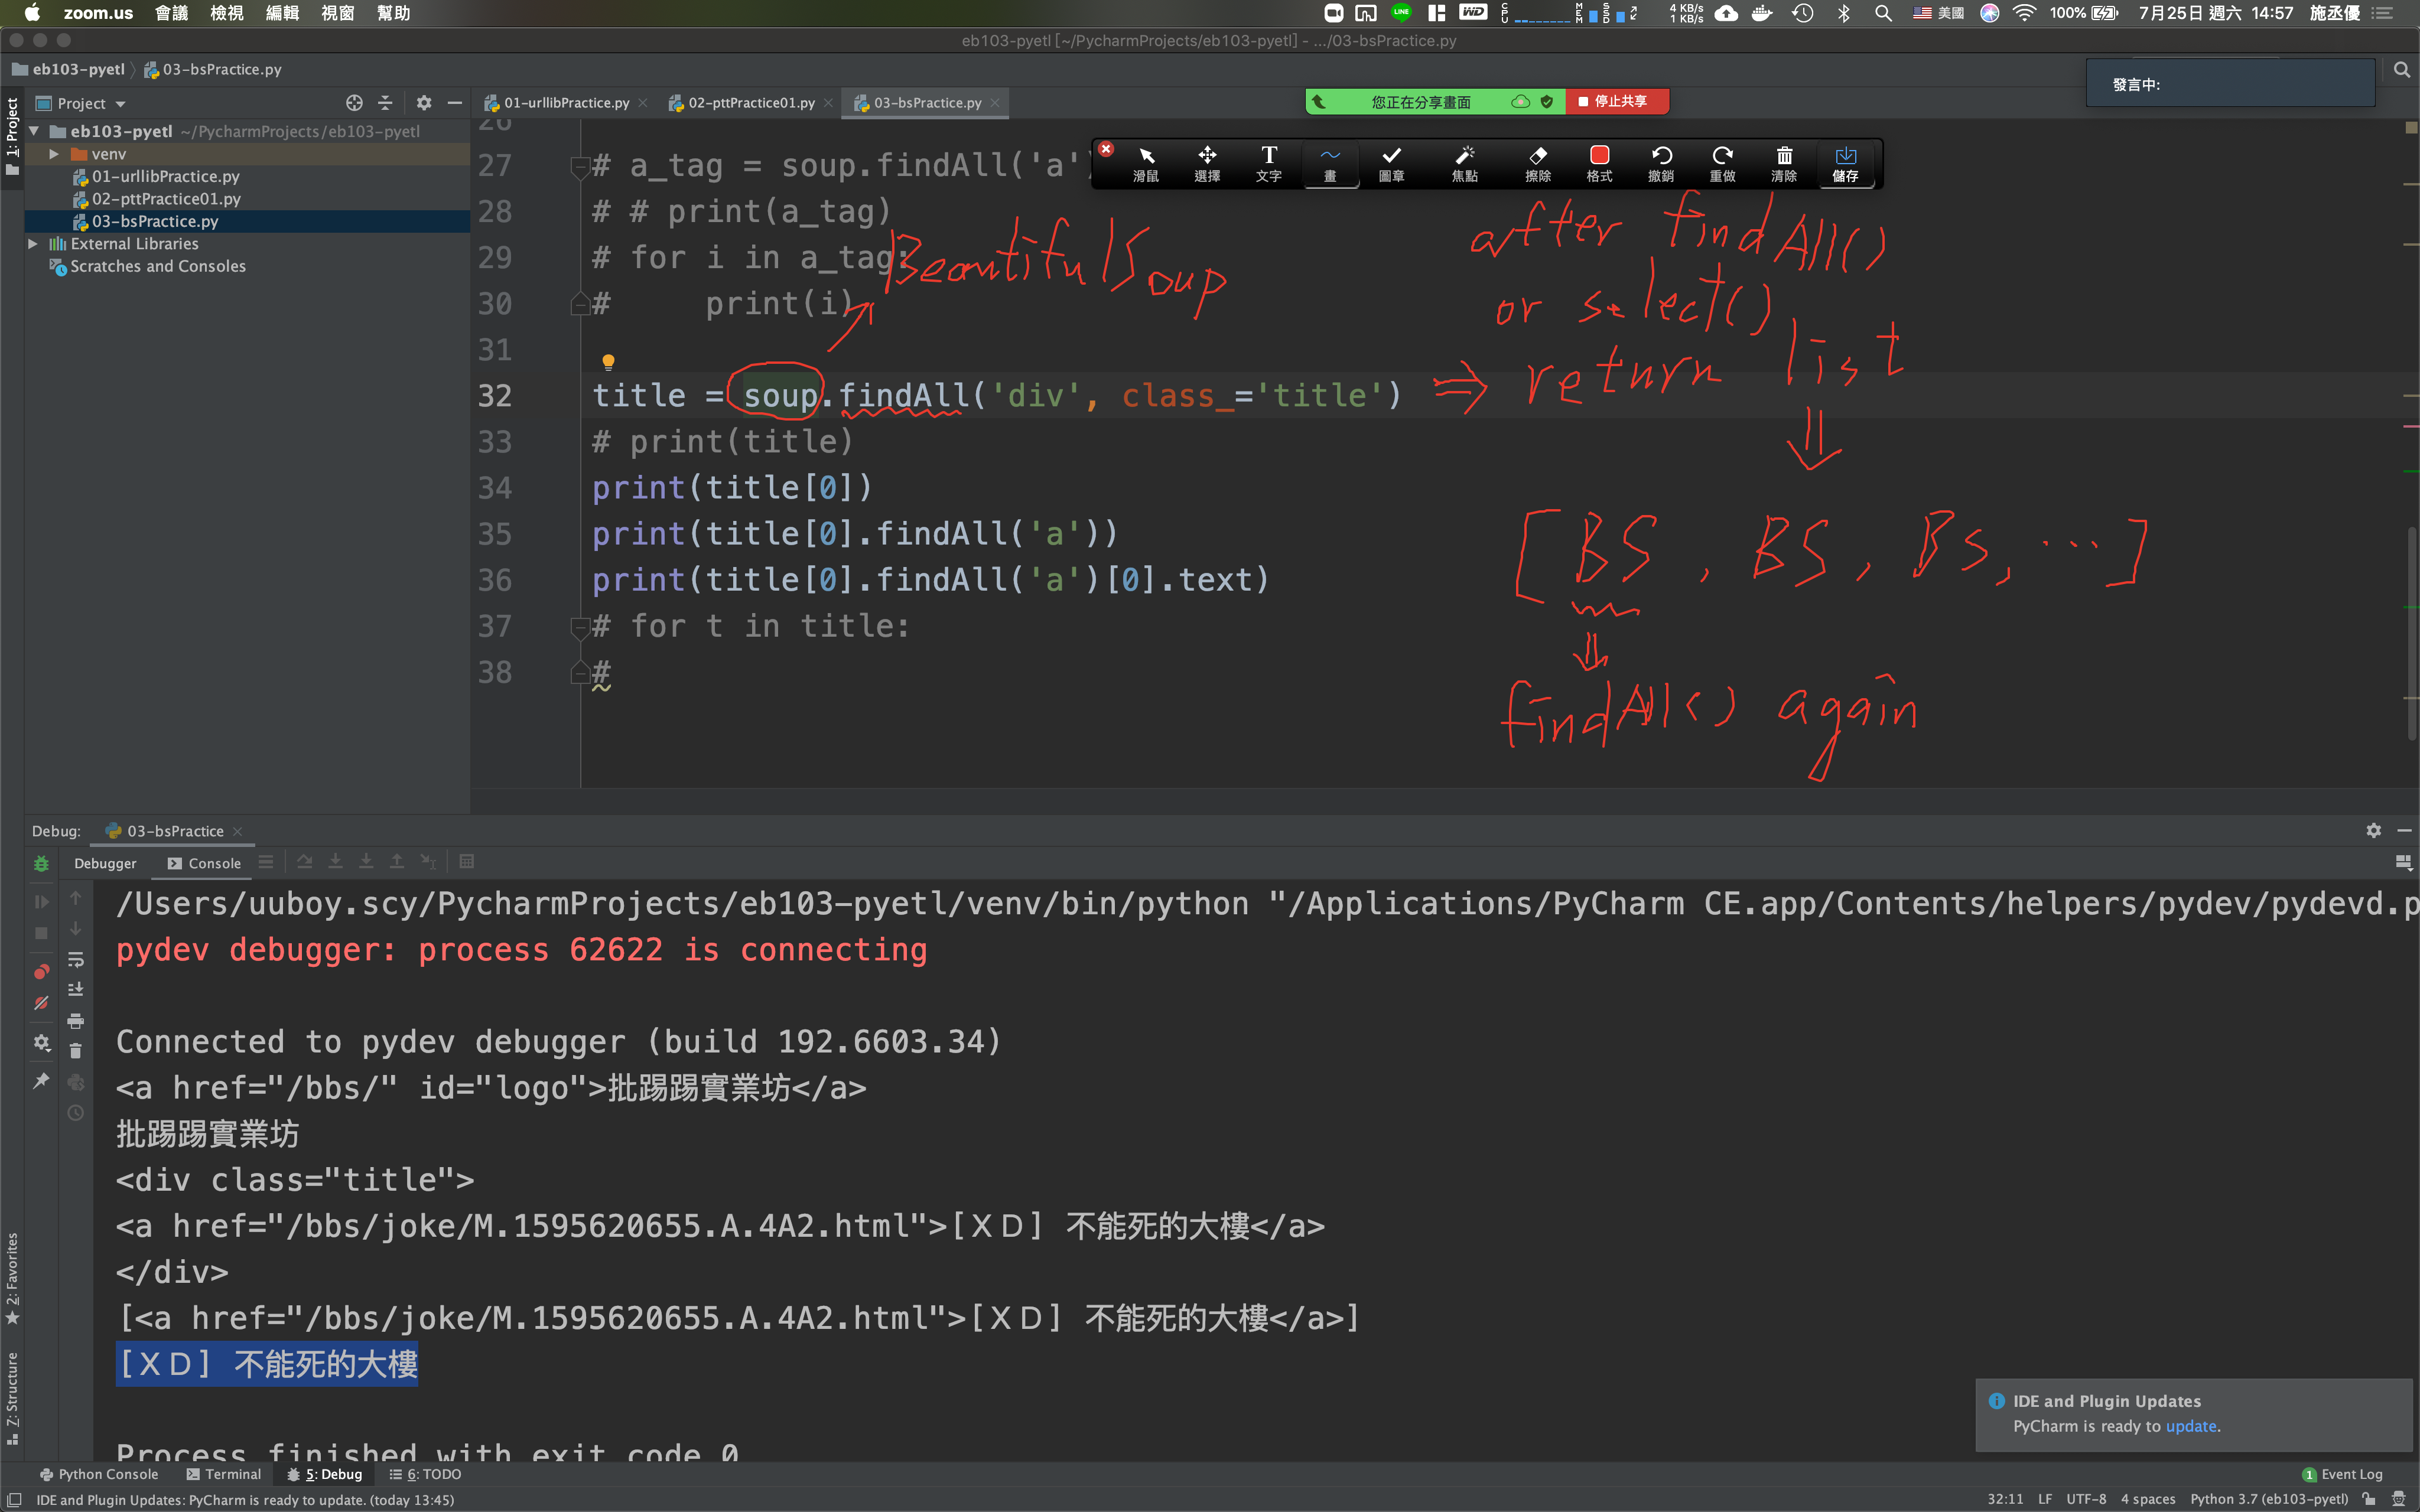 zoom.us 會議 檢視 編輯 視窗 幫助
4 KB/s
1 KB/s
美國 100% 7月25日 週六 14:57 施丞優
eb103-pyetl [~/PycharmProjects/eb103-pyetl] - .../03-bsPractice.py
eb103-pyetl 03-bsPractice.py
發言中:
您正在分享畫面 停止共享
1: Project
Project
01-urllibPractice.py 02-pttPractice01.py 03-bsPractice.py
滑鼠 選擇 文字 畫 圖章 焦點 擦除 格式 撤銷 重做 清除 儲存
eb103-pyetl ~/PycharmProjects/eb103-pyetl
venv
01-urllibPractice.py
02-pttPractice01.py
03-bsPractice.py
External Libraries
Scratches and Consoles
26
27 # a_tag = soup.findAll('a'
28 # # print(a_tag)
29 # for i in a_tag:
30 #     print(i)
31
32 title = soup.findAll('div', class_='title')
33 # print(title)
34 print(title[0])
35 print(title[0].findAll('a'))
36 print(title[0].findAll('a')[0].text)
37 # for t in title:
38 #
BeautifulSoup
after findAll()
or select()
⇒ return list
[BS, BS, BS, ...]
findAll() again
Debug: 03-bsPractice
Debugger Console
/Users/uuboy.scy/PycharmProjects/eb103-pyetl/venv/bin/python "/Applications/PyCharm CE.app/Contents/helpers/pydev/pydevd.p
pydev debugger: process 62622 is connecting
Connected to pydev debugger (build 192.6603.34)
<a href="/bbs/" id="logo">批踢踢實業坊</a>
批踢踢實業坊
<div class="title">
<a href="/bbs/joke/M.1595620655.A.4A2.html">[ＸＤ] 不能死的大樓</a>
</div>
[<a href="/bbs/joke/M.1595620655.A.4A2.html">[ＸＤ] 不能死的大樓</a>]
[ＸＤ] 不能死的大樓
Process finished with exit code 0
2: Favorites
7: Structure
IDE and Plugin Updates
PyCharm is ready to update.
Python Console Terminal 5: Debug 6: TODO 1 Event Log
IDE and Plugin Updates: PyCharm is ready to update. (today 13:45) 32:11 LF UTF-8 4 spaces Python 3.7 (eb103-pyetl)